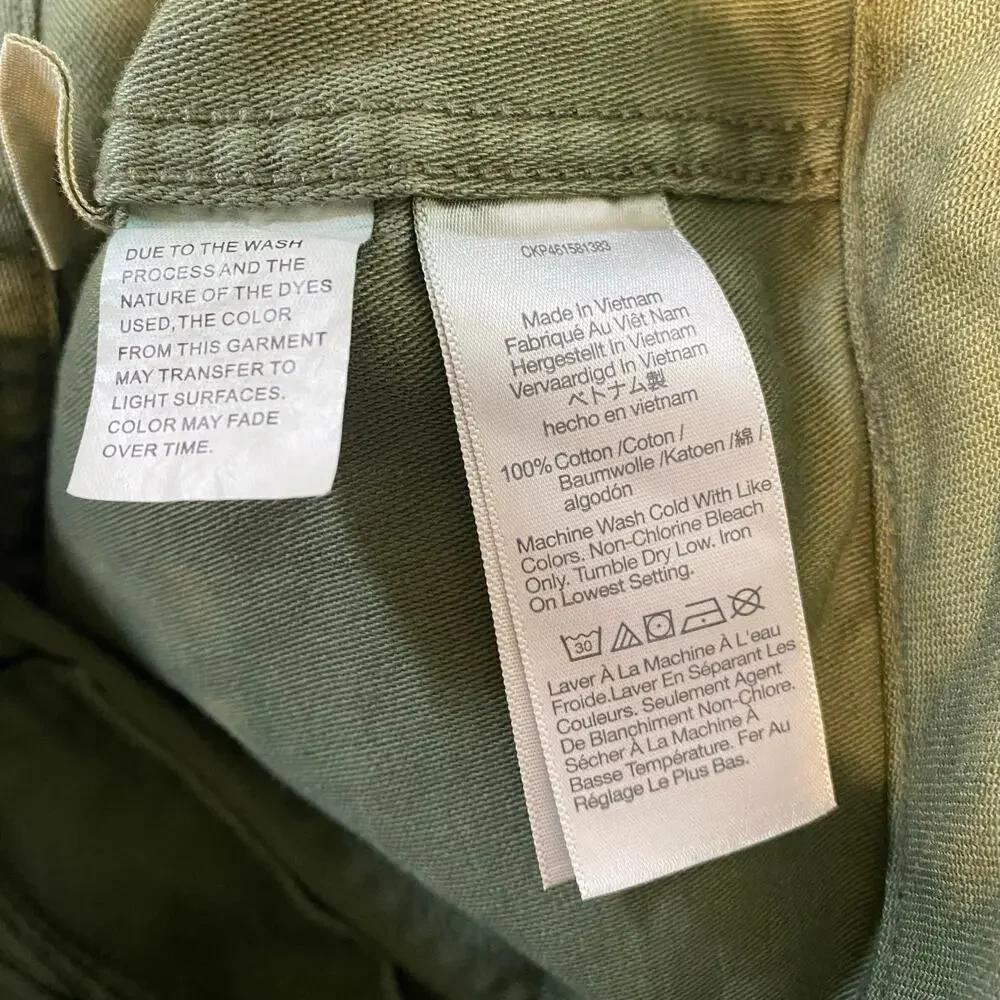 DUE TO THE WASH
PROCESS AND THE
NATURE OF THE DYES
USED,THE COLOR
FROM THIS GARMENT
MAY TRANSFER TO
LIGHT SURFACES.
COLOR MAY FADE
OVER TIME.
CKP461581383
Made In Vietnam
Fabriqué Au Viêt Nam
Hergestellt In Vietnam
Vervaardigd In Vietnam
ベトナム製
hecho en vietnam
100% Cotton /Coton /
Baumwolle /Katoen /綿 /
algodón
Machine Wash Cold With Like
Colors. Non-Chlorine Bleach
Only. Tumble Dry Low. Iron
On Lowest Setting.
30
Laver À La Machine À L'eau
Froide.Laver En Séparant Les
Couleurs. Seulement Agent
De Blanchiment Non-Chlore.
Sécher À La Machine À
Basse Température. Fer Au
Réglage Le Plus Bas.